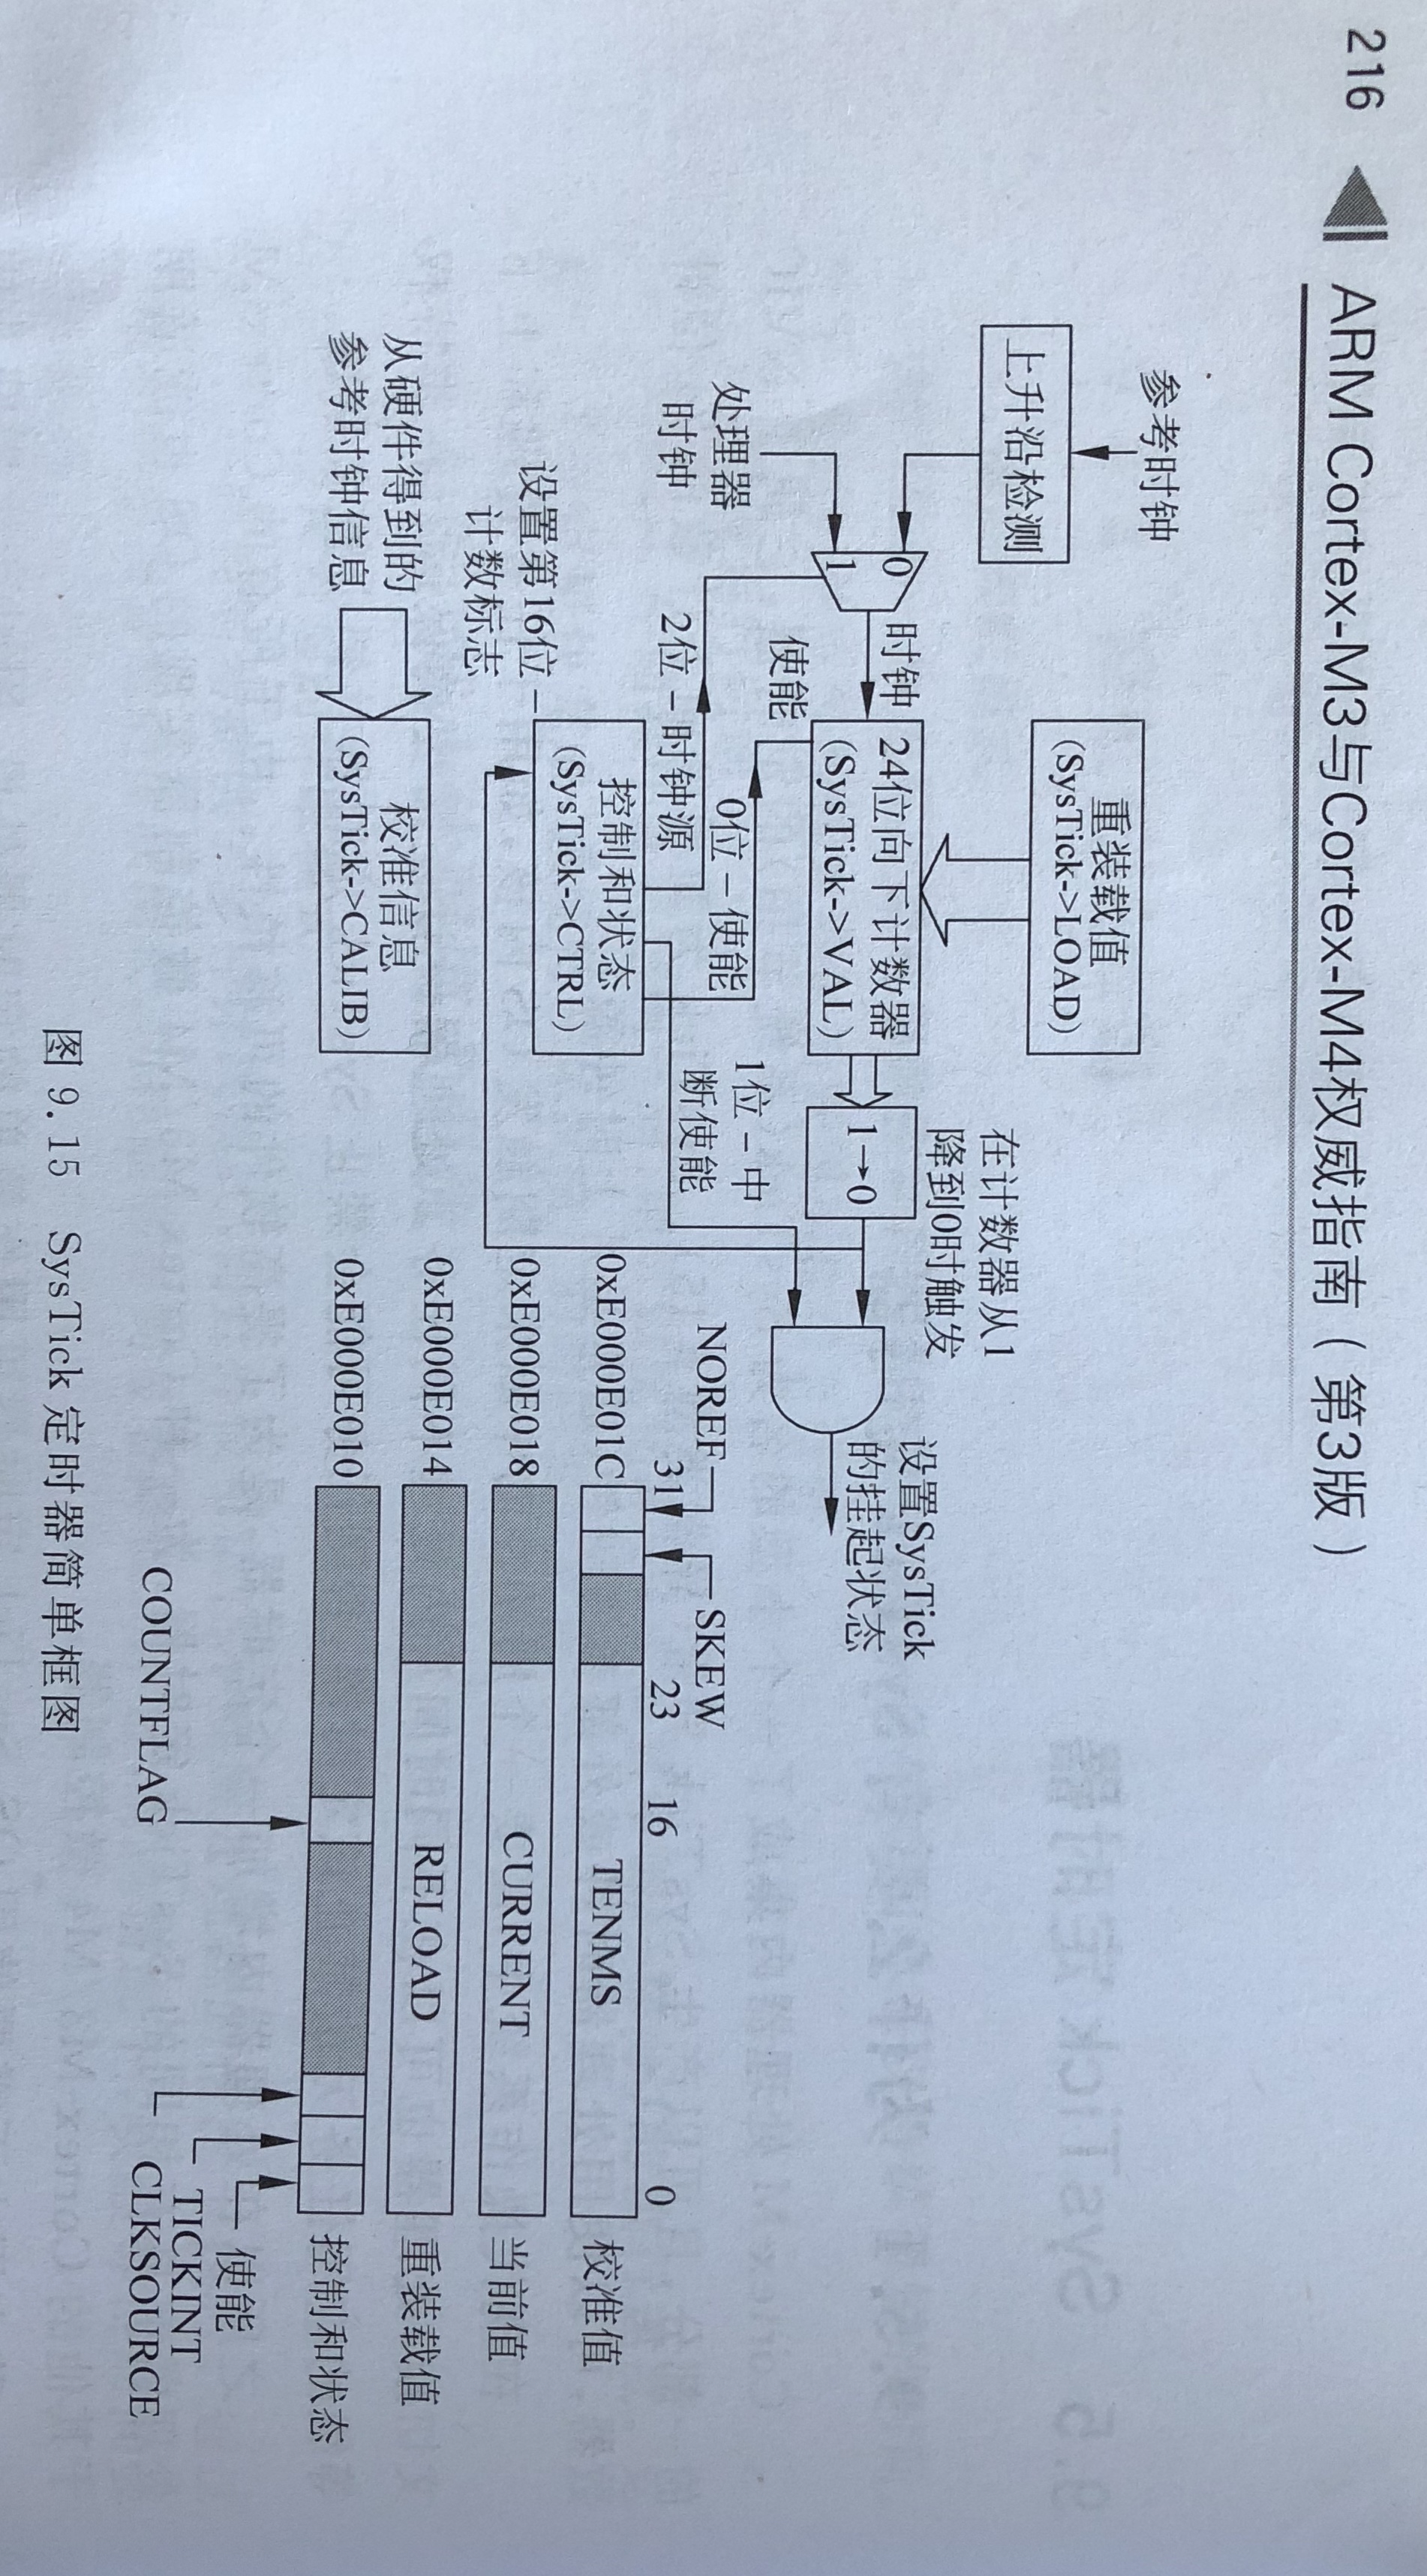 216 ARM Cortex-M3与Cortex-M4权威指南（第3版）
参考时钟
上升沿检测
处理器
时钟
0
1
时钟
使能
重装载值
(SysTick->LOAD)
24位向下计数器
(SysTick->VAL)
1→0
在计数器从1
降到0时触发
设置SysTick
的挂起状态
0位－使能
2位－时钟源
1位－中
断使能
设置第16位－
计数标志
控制和状态
(SysTick->CTRL)
从硬件得到的
参考时钟信息
校准信息
(SysTick->CALIB)
NOREF
SKEW
31
23
16
0
0xE000E01C TENMS 校准值
0xE000E018 CURRENT 当前值
0xE000E014 RELOAD 重装载值
0xE000E010 控制和状态
使能
TICKINT
COUNTFLAG
CLKSOURCE
图 9.15 SysTick 定时器简单框图